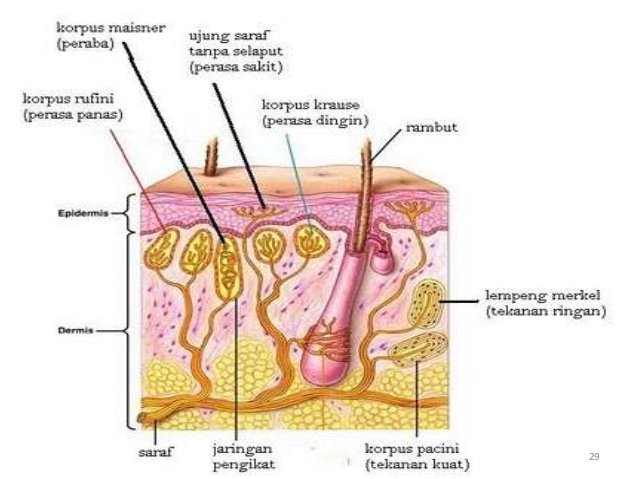 korpus maisner
(peraba)
ujung saraf
tanpa selaput
(perasa sakit)
korpus rufini
(perasa panas)
korpus krause
(perasa dingin)
rambut
Epidermis
lempeng merkel
(tekanan ringan)
Dermis
saraf
jaringan
pengikat
korpus pacini
(tekanan kuat)
29